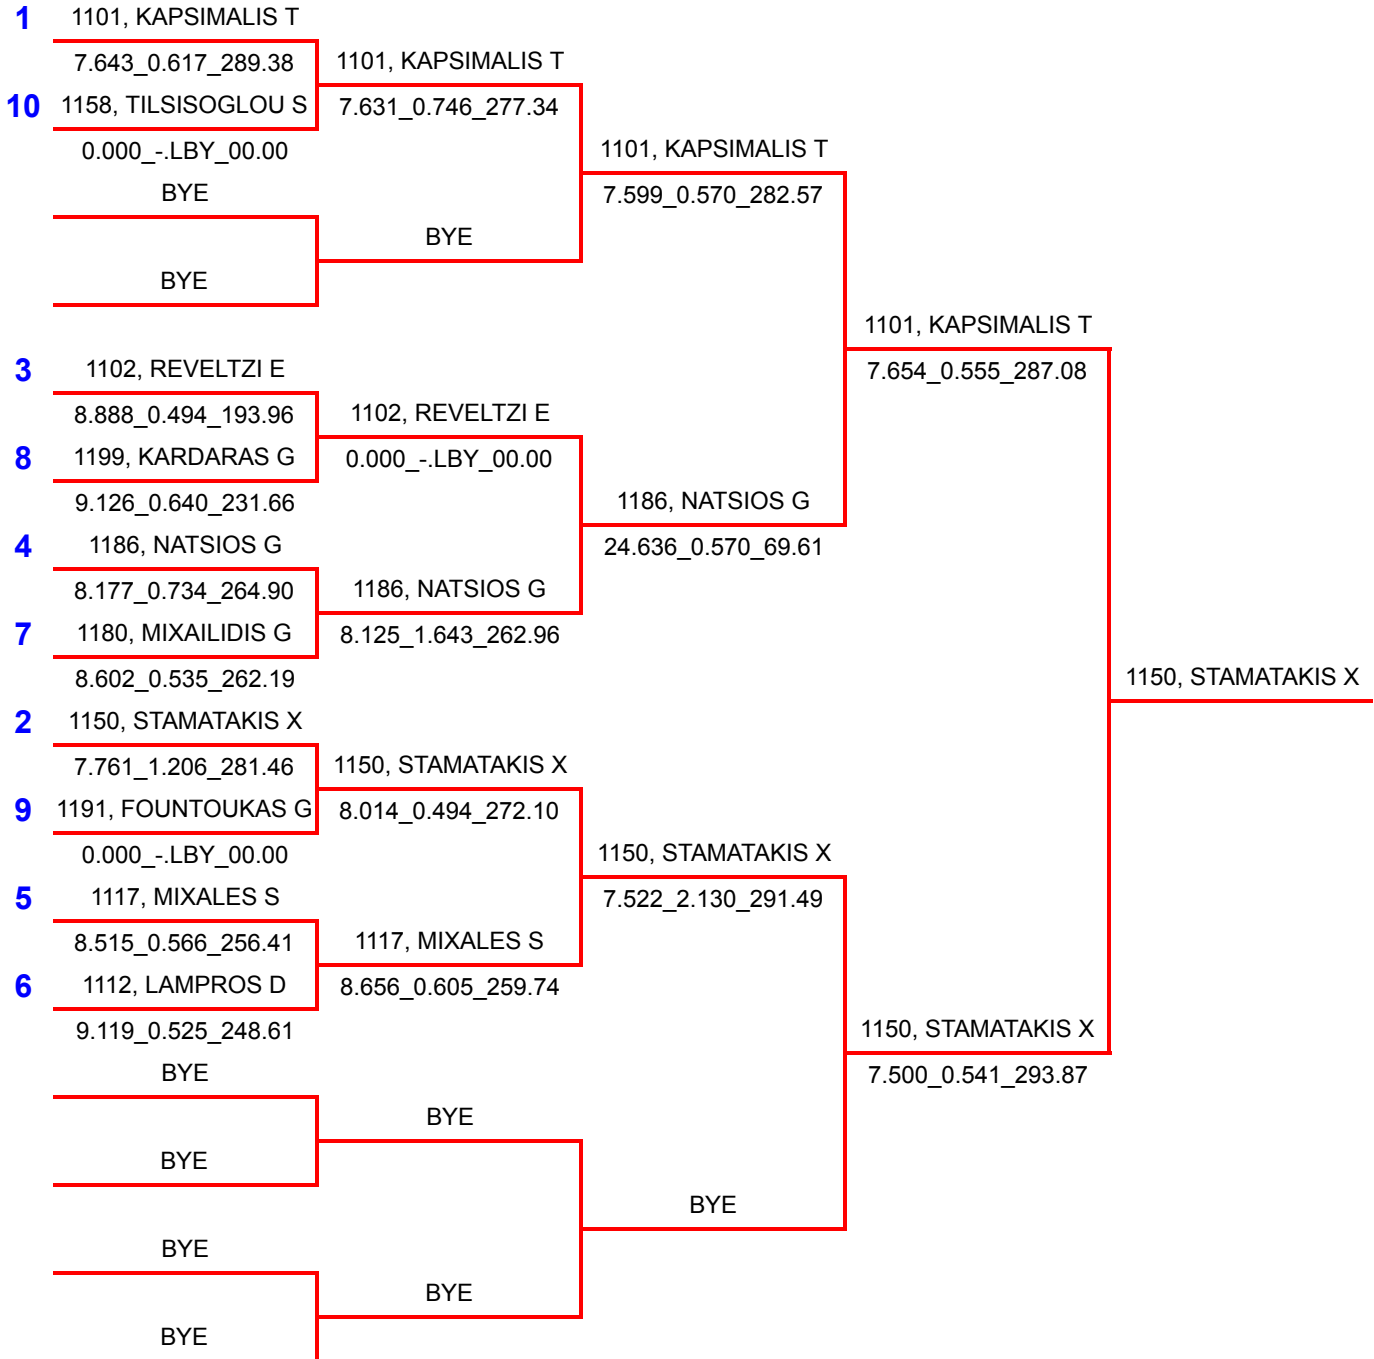 1 1101, KAPSIMALIS T
7.643_0.617_289.38
1101, KAPSIMALIS T
10 1158, TILSISOGLOU S
7.631_0.746_277.34
0.000_-.LBY_00.00
1101, KAPSIMALIS T
BYE
7.599_0.570_282.57
BYE
BYE
1101, KAPSIMALIS T
3 1102, REVELTZI E
7.654_0.555_287.08
8.888_0.494_193.96
1102, REVELTZI E
8 1199, KARDARAS G
0.000_-.LBY_00.00
9.126_0.640_231.66
1186, NATSIOS G
4 1186, NATSIOS G
24.636_0.570_69.61
8.177_0.734_264.90
1186, NATSIOS G
7 1180, MIXAILIDIS G
8.125_1.643_262.96
8.602_0.535_262.19
1150, STAMATAKIS X
2 1150, STAMATAKIS X
7.761_1.206_281.46
1150, STAMATAKIS X
9 1191, FOUNTOUKAS G
8.014_0.494_272.10
0.000_-.LBY_00.00
1150, STAMATAKIS X
5 1117, MIXALES S
7.522_2.130_291.49
8.515_0.566_256.41
1117, MIXALES S
6 1112, LAMPROS D
8.656_0.605_259.74
9.119_0.525_248.61
1150, STAMATAKIS X
BYE
7.500_0.541_293.87
BYE
BYE
BYE
BYE
BYE
BYE